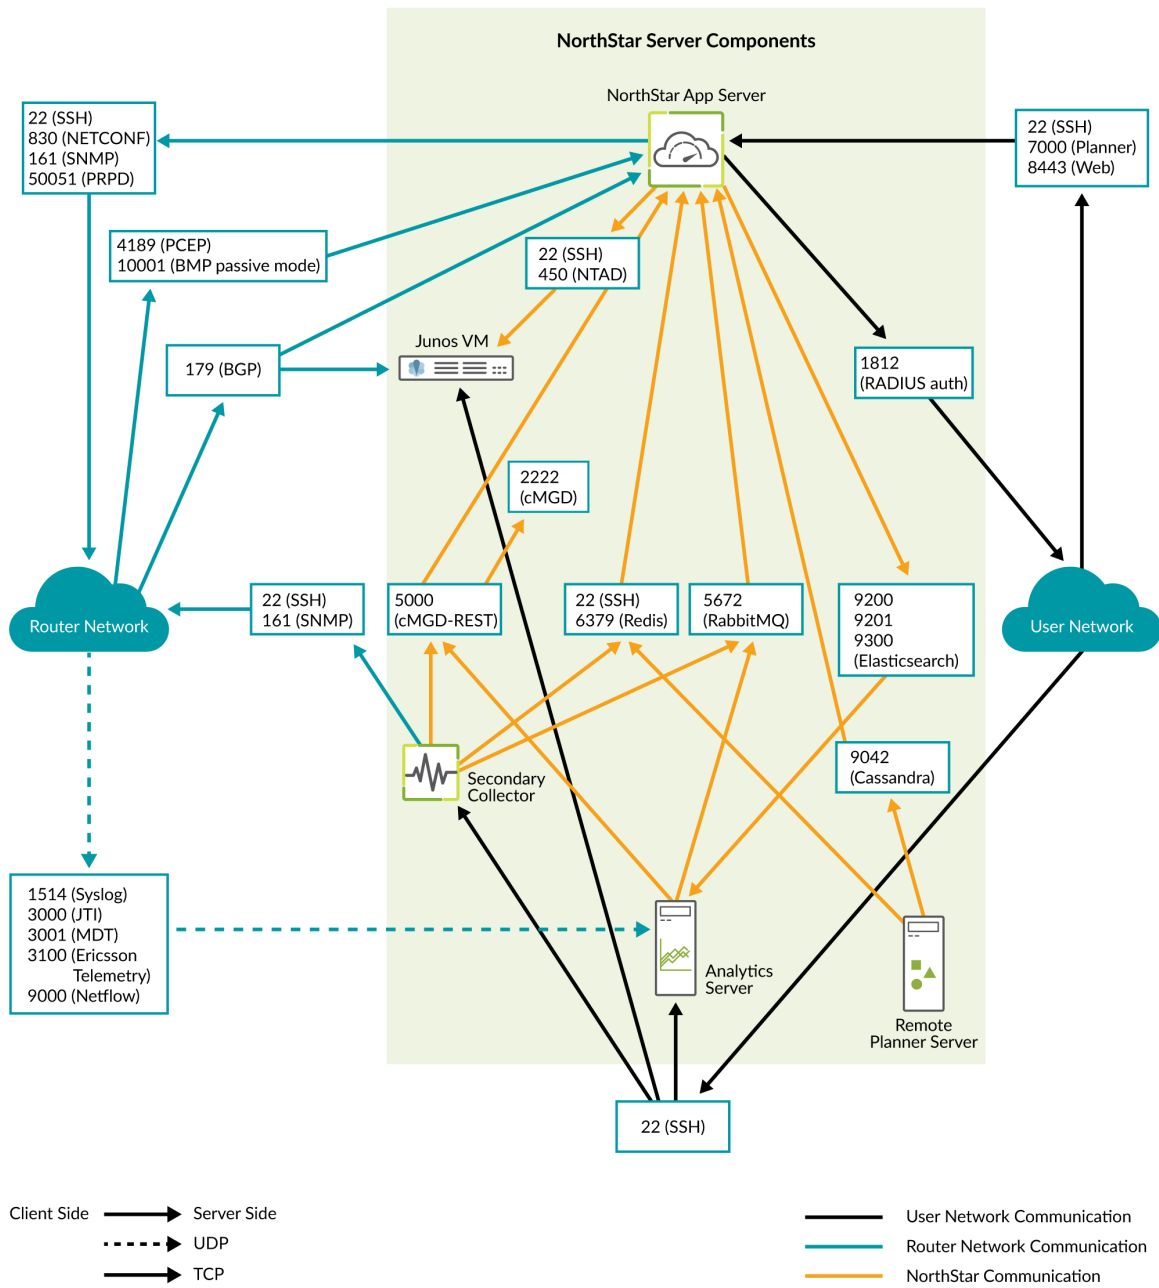 NorthStar Server Components
NorthStar App Server
22 (SSH)
830 (NETCONF)
161 (SNMP)
50051 (PRPD)
22 (SSH)
7000 (Planner)
8443 (Web)
4189 (PCEP)
10001 (BMP passive mode)
22 (SSH)
450 (NTAD)
179 (BGP)
Junos VM
1812
(RADIUS auth)
2222
(cMGD)
Router Network
22 (SSH)
161 (SNMP)
5000
(cMGD-REST)
22 (SSH)
6379 (Redis)
5672
(RabbitMQ)
9200
9201
9300
(Elasticsearch)
User Network
Secondary
Collector
9042
(Cassandra)
1514 (Syslog)
3000 (JTI)
3001 (MDT)
3100 (Ericsson
Telemetry)
9000 (Netflow)
Analytics
Server
Remote
Planner Server
22 (SSH)
Client Side
Server Side
UDP
TCP
User Network Communication
Router Network Communication
NorthStar Communication